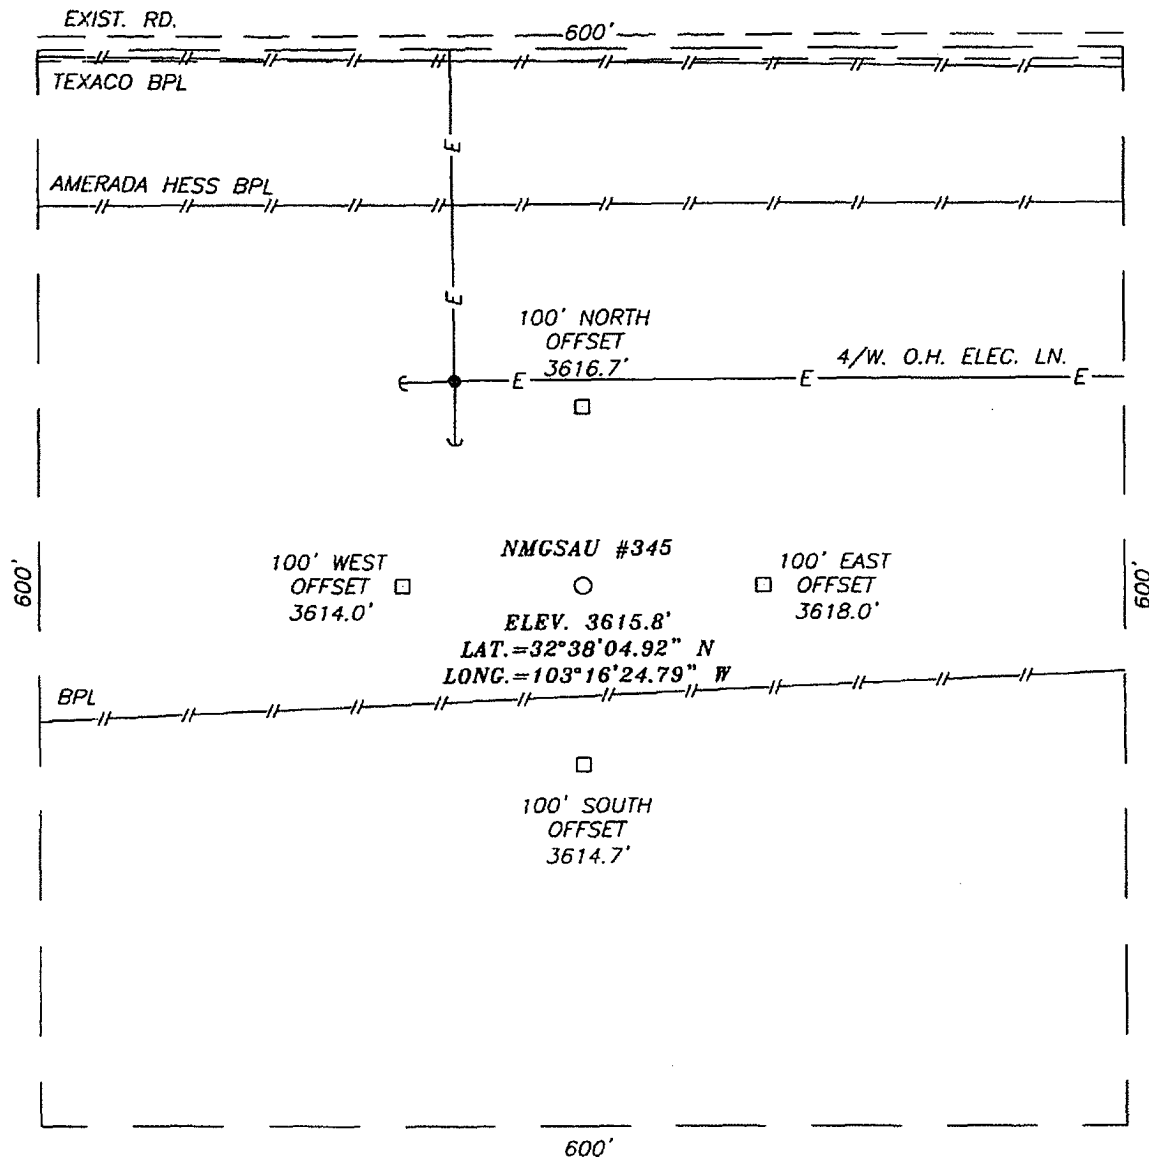 EXIST. RD.
600'
TEXACO BPL
AMERADA HESS BPL
E
E
100' NORTH
OFFSET
3616.7'
4/W. O.H. ELEC. LN.
E
E
E
NMGSAU #345
100' WEST
OFFSET
3614.0'
100' EAST
OFFSET
3618.0'
600'
600'
ELEV. 3615.8'
LAT.=32°38'04.92" N
LONG.=103°16'24.79" W
BPL
100' SOUTH
OFFSET
3614.7'
600'